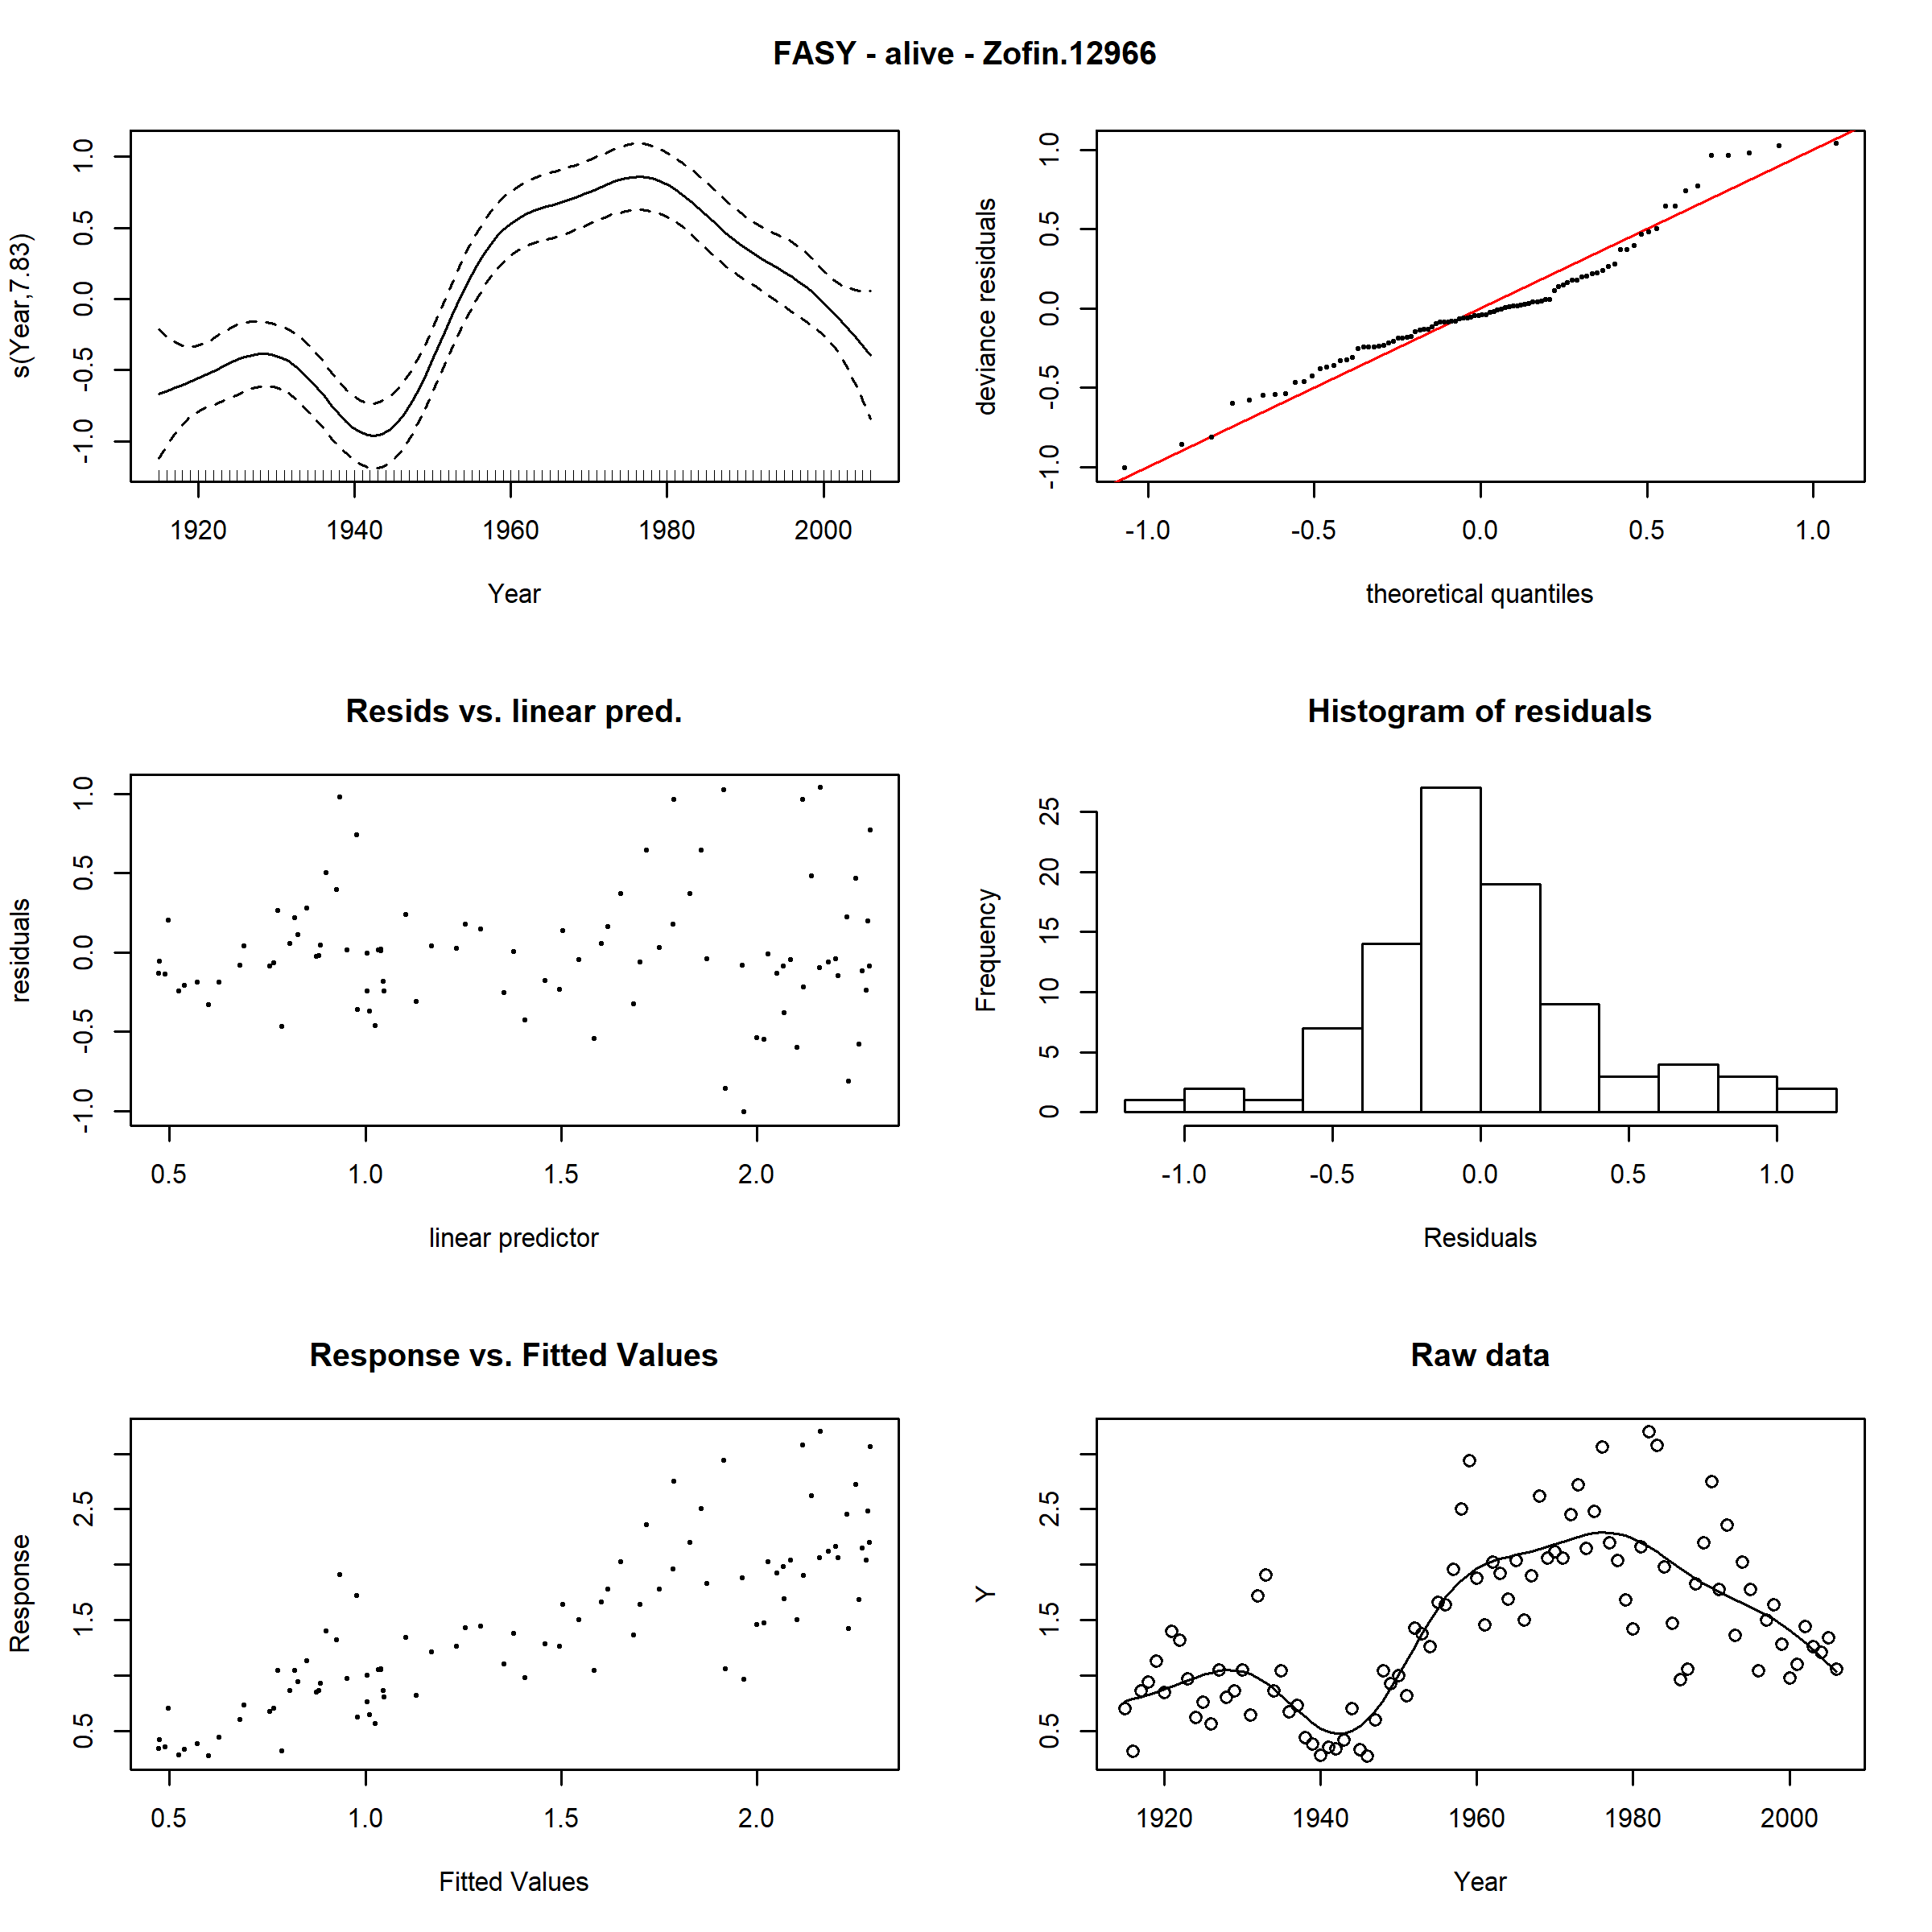 FASY - alive - Zofin.12966
s(Year,7.83)
-1.0 -0.5 0.0 0.5 1.0
1920 1940 1960 1980 2000
Year
deviance residuals
-1.0 -0.5 0.0 0.5 1.0
-1.0 -0.5 0.0 0.5 1.0
theoretical quantiles
Resids vs. linear pred.
residuals
-1.0 -0.5 0.0 0.5 1.0
0.5 1.0 1.5 2.0
linear predictor
Histogram of residuals
Frequency
0 5 10 15 20 25
-1.0 -0.5 0.0 0.5 1.0
Residuals
Response vs. Fitted Values
Response
0.5 1.5 2.5
0.5 1.0 1.5 2.0
Fitted Values
Raw data
Y
0.5 1.5 2.5
1920 1940 1960 1980 2000
Year